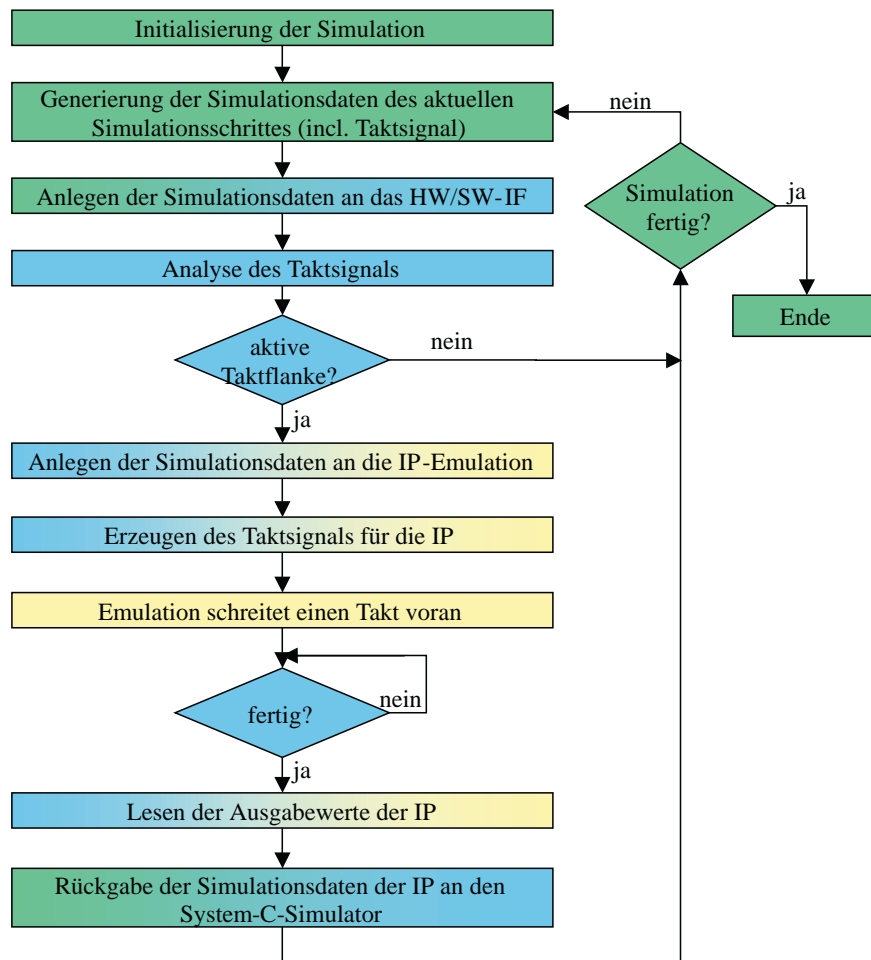 Initialisierung der Simulation
Generierung der Simulationsdaten des aktuellen
Simulationsschrittes (incl. Taktsignal)
nein
Anlegen der Simulationsdaten an das HW/SW-IF
Simulation
fertig?
ja
Analyse des Taktsignals
Ende
aktive
Taktflanke?
nein
ja
Anlegen der Simulationsdaten an die IP-Emulation
Erzeugen des Taktsignals für die IP
Emulation schreitet einen Takt voran
fertig?
nein
ja
Lesen der Ausgabewerte der IP
Rückgabe der Simulationsdaten der IP an den
System-C-Simulator